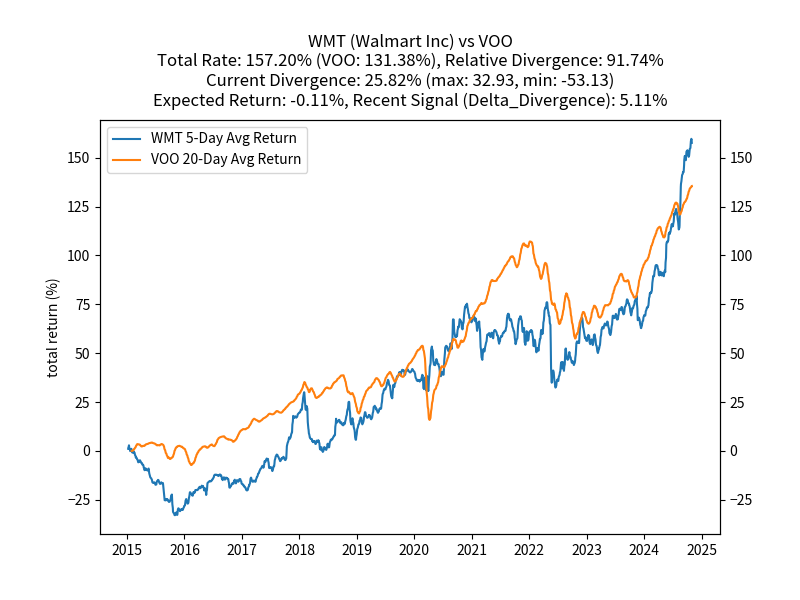 WMT (Walmart Inc) vs VOO
Total Rate: 157.20% (VOO: 131.38%), Relative Divergence: 91.74%
Current Divergence: 25.82% (max: 32.93, min: -53.13)
Expected Return: -0.11%, Recent Signal (Delta_Divergence): 5.11%
WMT 5-Day Avg Return
VOO 20-Day Avg Return
total return (%)
150 150
125 125
100 100
75 75
50 50
25 25
0 0
−25 −25
2015 2016 2017 2018 2019 2020 2021 2022 2023 2024 2025